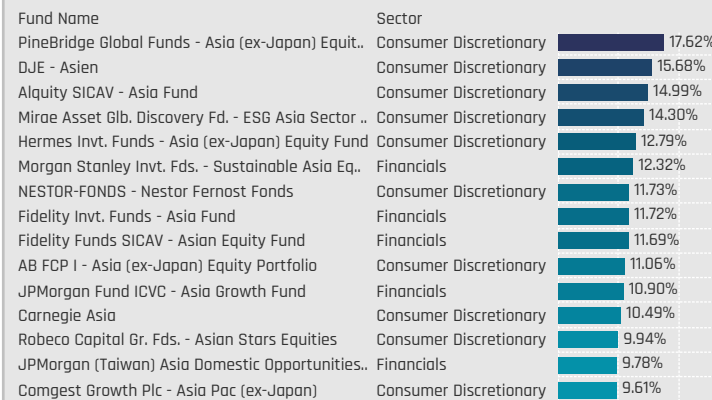 Fund Name Sector
PineBridge Global Funds - Asia (ex-Japan) Equit.. Consumer Discretionary 17.62%
DJE - Asien Consumer Discretionary 15.68%
Alquity SICAV - Asia Fund Consumer Discretionary 14.99%
Mirae Asset Glb. Discovery Fd. - ESG Asia Sector .. Consumer Discretionary 14.30%
Hermes Invt. Funds - Asia (ex-Japan) Equity Fund Consumer Discretionary 12.79%
Morgan Stanley Invt. Fds. - Sustainable Asia Eq.. Financials 12.32%
NESTOR-FONDS - Nestor Fernost Fonds Consumer Discretionary 11.73%
Fidelity Invt. Funds - Asia Fund Financials 11.72%
Fidelity Funds SICAV - Asian Equity Fund Financials 11.69%
AB FCP I - Asia (ex-Japan) Equity Portfolio Consumer Discretionary 11.06%
JPMorgan Fund ICVC - Asia Growth Fund Financials 10.90%
Carnegie Asia Consumer Discretionary 10.49%
Robeco Capital Gr. Fds. - Asian Stars Equities Consumer Discretionary 9.94%
JPMorgan (Taiwan) Asia Domestic Opportunities.. Financials 9.78%
Comgest Growth Plc - Asia Pac (ex-Japan) Consumer Discretionary 9.61%